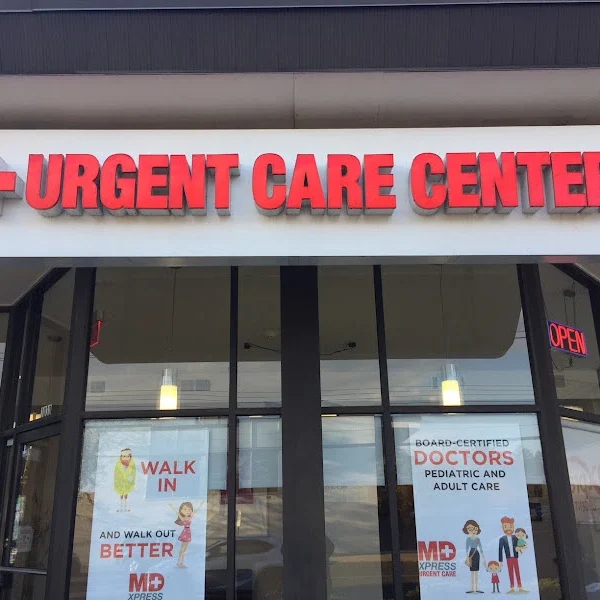 URGENT CARE CENTER
OPEN
WALK
IN
AND WALK OUT
BETTER
MD
XPRESS
BOARD-CERTIFIED
DOCTORS
PEDIATRIC AND
ADULT CARE
MD
XPRESS
URGENT CARE